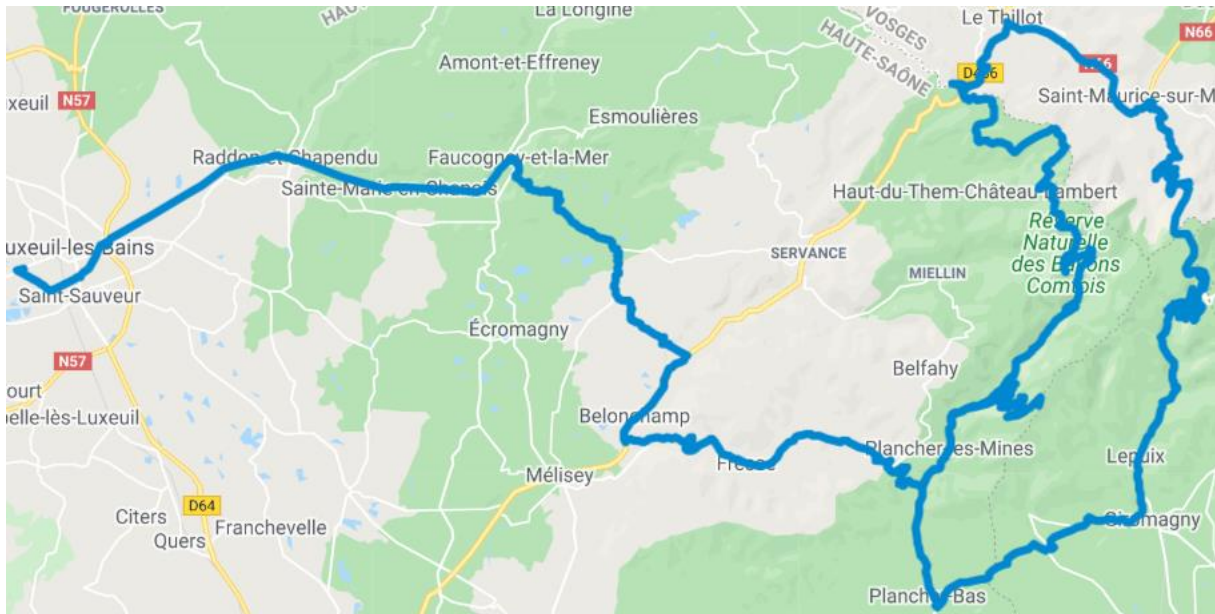 FOUGEROLLES
La Longine
Le Thillot
VOSGES
HAUTE-SAÔNE
N66
Amont-et-Effreney
D486
N66
N57
uxeuil
Saint-Maurice-sur-M
Esmoulières
Raddon-et-Chapendu
Faucogney-et-la-Mer
Sainte-Marie-en-Chanois
Haut-du-Them-Château-Lambert
Réserve
Naturelle
des Ballons
Comtois
uxeuil-les-Bains
SERVANCE
MIELLIN
Saint-Sauveur
Écromagny
N57
Belfahy
ourt
pelle-lès-Luxeuil
Belonchamp
Plancher-les-Mines
Fresse
Lepuix
Mélisey
D64
Citers
Franchevelle
Quers
Giromagny
Plancher-Bas